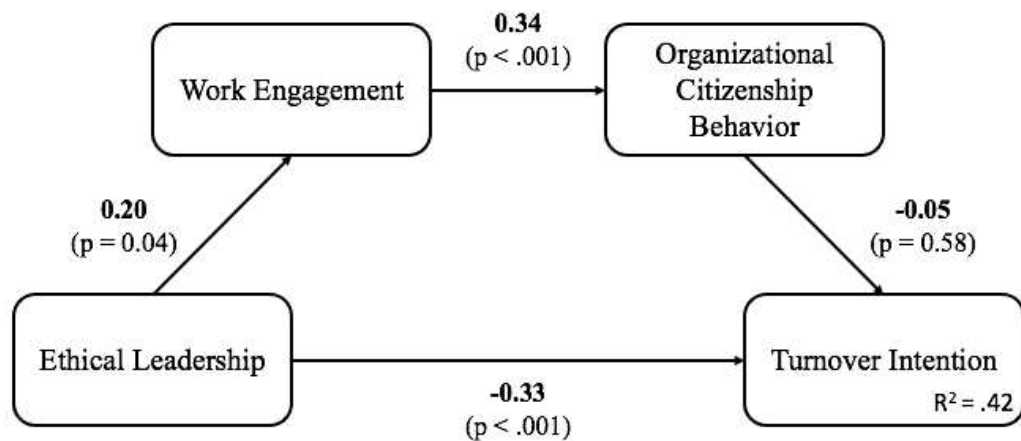 0.34
(p < .001)
Work Engagement
Organizational
Citizenship
Behavior
0.20
(p = 0.04)
-0.05
(p = 0.58)
Ethical Leadership
Turnover Intention
R² = .42
-0.33
(p < .001)